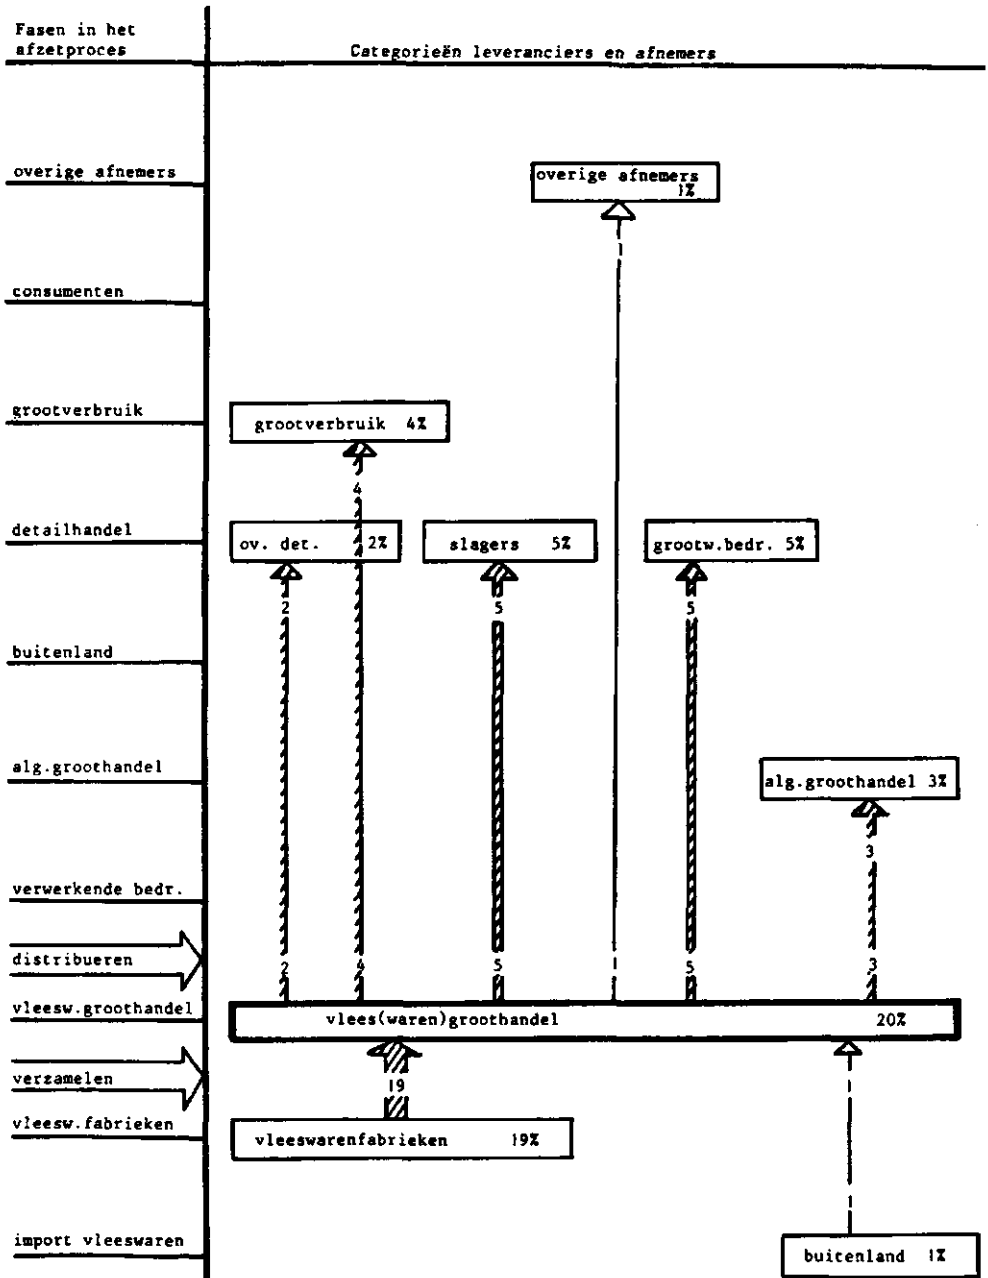 Fasen in het
afzetproces
Categorieën leveranciers en afnemers
overige afnemers
overige afnemers
1%
1
consumenten
grootverbruik
grootverbruik 4%
4
detailhandel
ov. det. 2%
slagers 5%
grootw.bedr. 5%
2
5
5
buitenland
alg.groothandel
alg.groothandel 3%
3
verwerkende bedr.
distribueren
2
4
5
1
5
3
vleesw.groothandel
vlees(waren)groothandel 20%
verzamelen
19
1
vleesw.fabrieken
vleeswarenfabrieken 19%
1
import vleeswaren
buitenland 1%